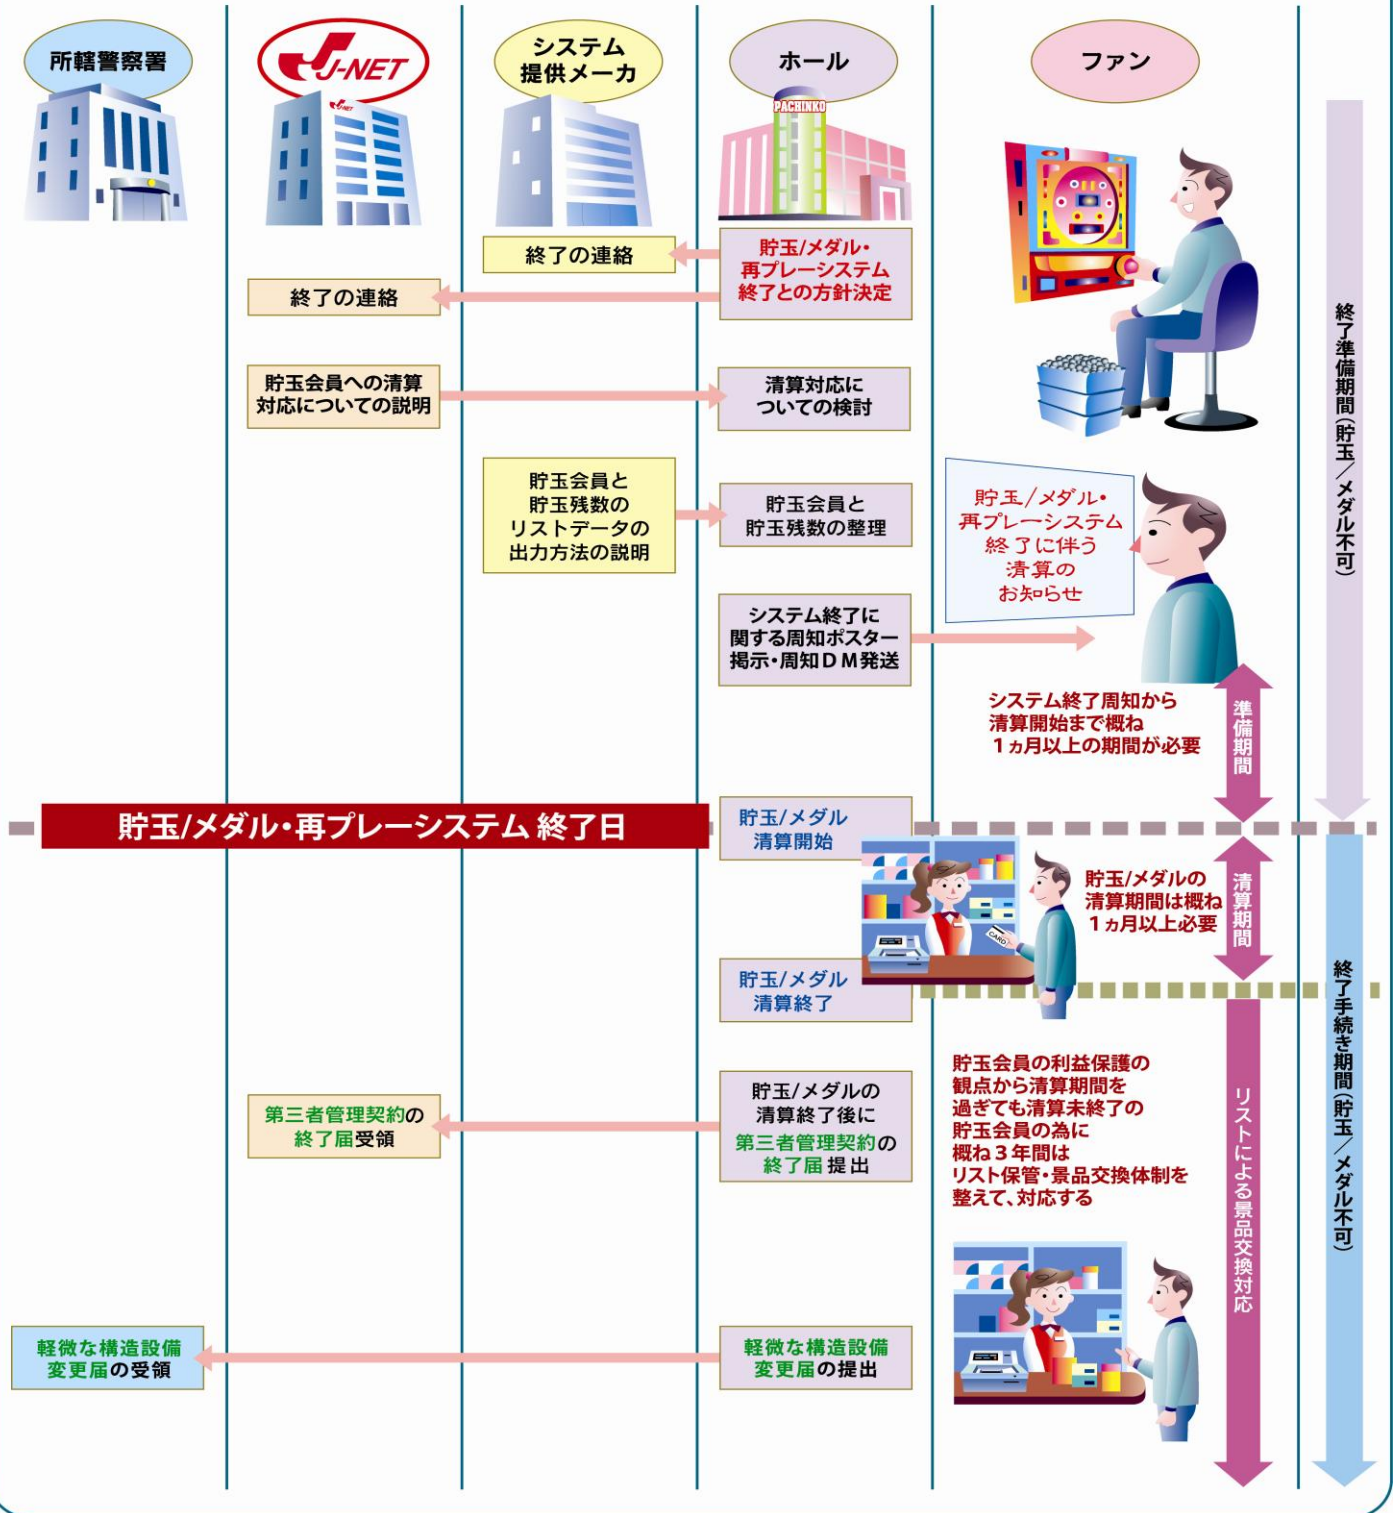 所轄警察署
J-NET
システム
提供メーカ
ホール
ファン
J-NET
PACHINKO
終了の連絡
貯玉/メダル・
再プレーシステム
終了との方針決定
終了の連絡
貯玉会員への清算
対応についての説明
清算対応に
ついての検討
貯玉会員と
貯玉残数の
リストデータの
出力方法の説明
貯玉会員と
貯玉残数の整理
貯玉/メダル・
再プレーシステム
終了に伴う
清算の
お知らせ
システム終了に
関する周知ポスター
掲示・周知DM発送
システム終了周知から
清算開始まで概ね
1ヵ月以上の期間が必要
準備期間
終了準備期間(貯玉/メダル不可)
貯玉/メダル・再プレーシステム 終了日
貯玉/メダル
清算開始
貯玉/メダルの
清算期間は概ね
1ヵ月以上必要
清算期間
CARD
貯玉/メダル
清算終了
終了手続き期間(貯玉/メダル不可)
貯玉会員の利益保護の
観点から清算期間を
過ぎても清算未終了の
貯玉会員の為に
概ね3年間は
リスト保管・景品交換体制を
整えて、対応する
リストによる景品交換対応
第三者管理契約の
終了届受領
貯玉/メダルの
清算終了後に
第三者管理契約の
終了届 提出
軽微な構造設備
変更届の受領
軽微な構造設備
変更届の提出